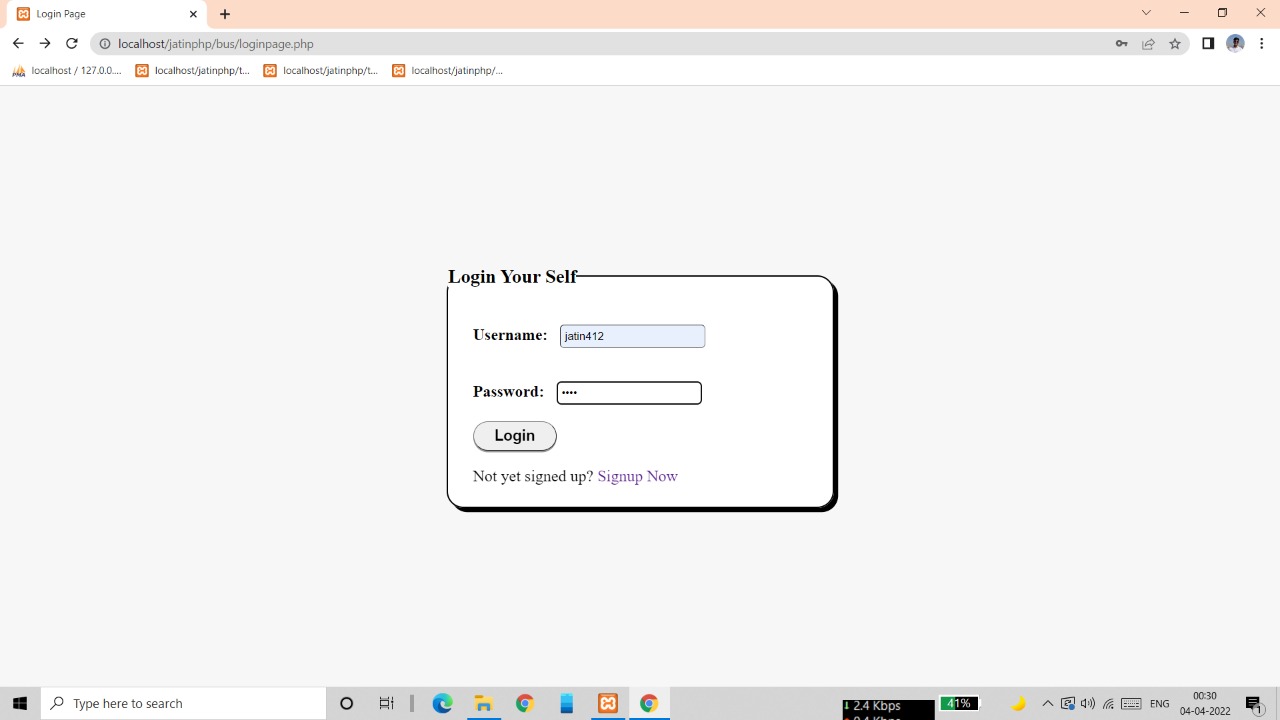 Login Page
localhost/jatinphp/bus/loginpage.php
localhost / 127.0.0....
localhost/jatinphp/t...
localhost/jatinphp/t...
localhost/jatinphp/...
Login Your Self
Username: jatin412
Password: ••••
Login
Not yet signed up? Signup Now
Type here to search
2.4 Kbps
41%
ENG
00:30
04-04-2022
1